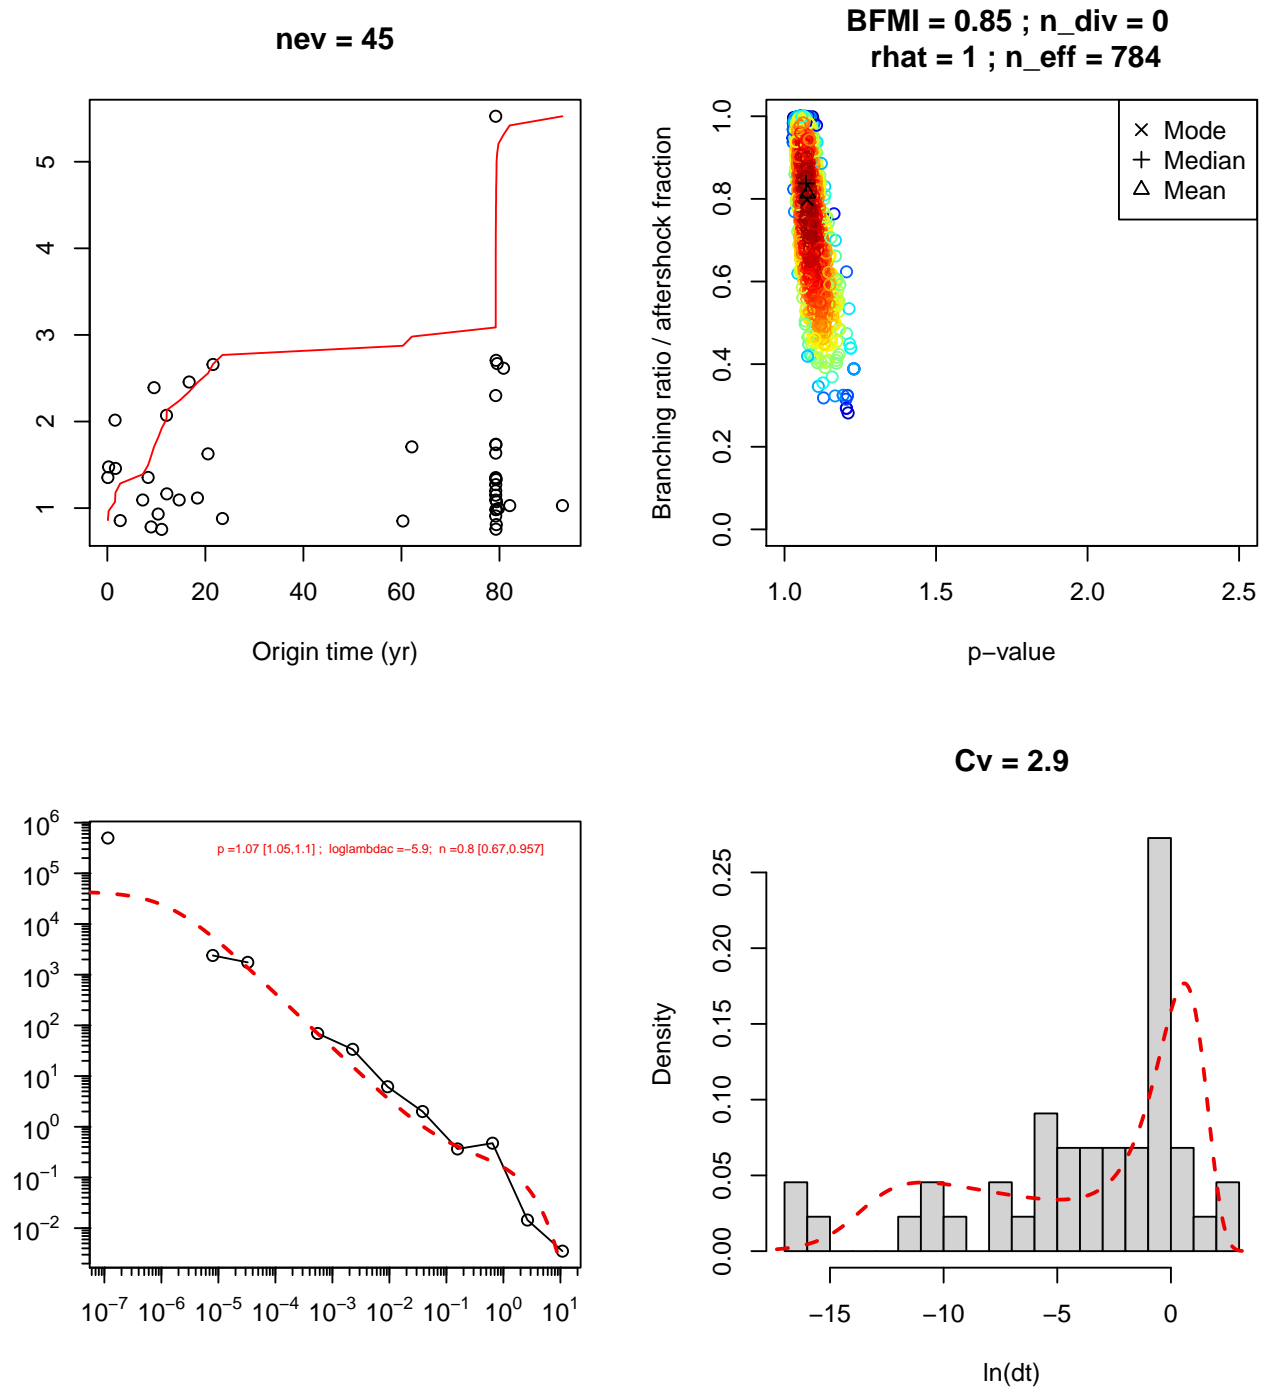 nev = 45
5
4
3
2
1
0 20 40 60 80
Origin time (yr)
BFMI = 0.85 ; n_div = 0
rhat = 1 ; n_eff = 784
Branching ratio / aftershock fraction
1.0
0.8
0.6
0.4
0.2
0.0
Mode
Median
Mean
1.0 1.5 2.0 2.5
p−value
10^6
10^5
10^4
10^3
10^2
10^1
10^0
10^−1
10^−2
p =1.07 [1.05,1.1] ; loglambdac =−5.9; n =0.8 [0.67,0.957]
10^−7 10^−6 10^−5 10^−4 10^−3 10^−2 10^−1 10^0 10^1
Cv = 2.9
Density
0.25
0.20
0.15
0.10
0.05
0.00
−15 −10 −5 0
ln(dt)